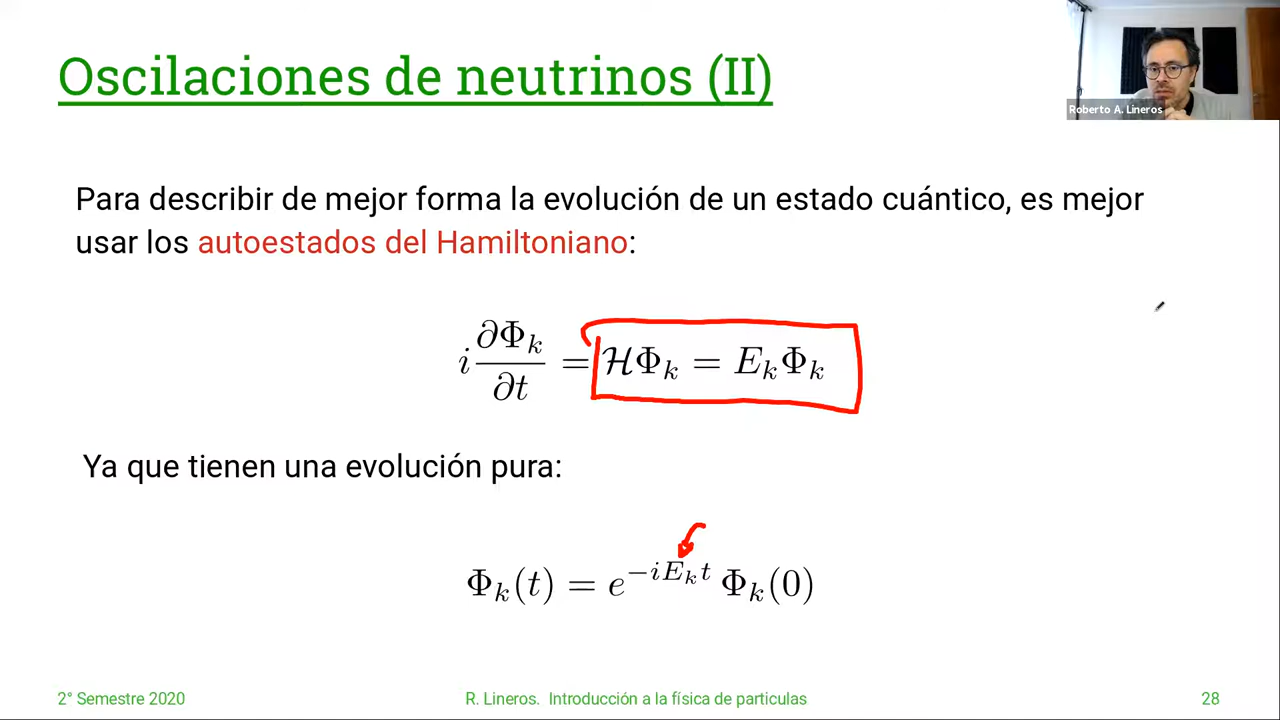 Oscilaciones de neutrinos (II)
Roberto A. Lineros
Para describir de mejor forma la evolución de un estado cuántico, es mejor
usar los autoestados del Hamiltoniano:
i ∂Φ_k/∂t = ℋΦ_k = E_kΦ_k
Ya que tienen una evolución pura:
Φ_k(t) = e^{−iE_k t} Φ_k(0)
2° Semestre 2020
R. Lineros. Introducción a la física de particulas
28